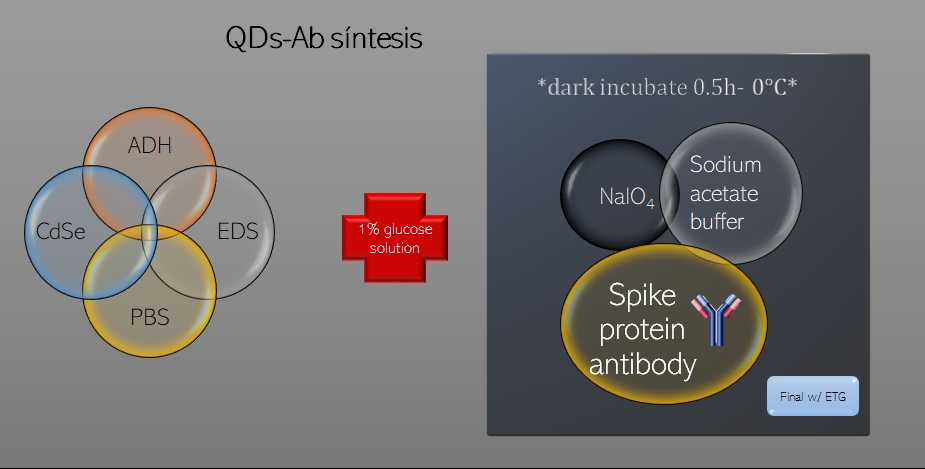 QDs-Ab síntesis
ADH
CdSe
EDS
PBS
1% glucose
solution
*dark incubate 0.5h- 0°C*
NaIO₄
Sodium
acetate
buffer
Spike
protein
antibody
Final w/ ETG